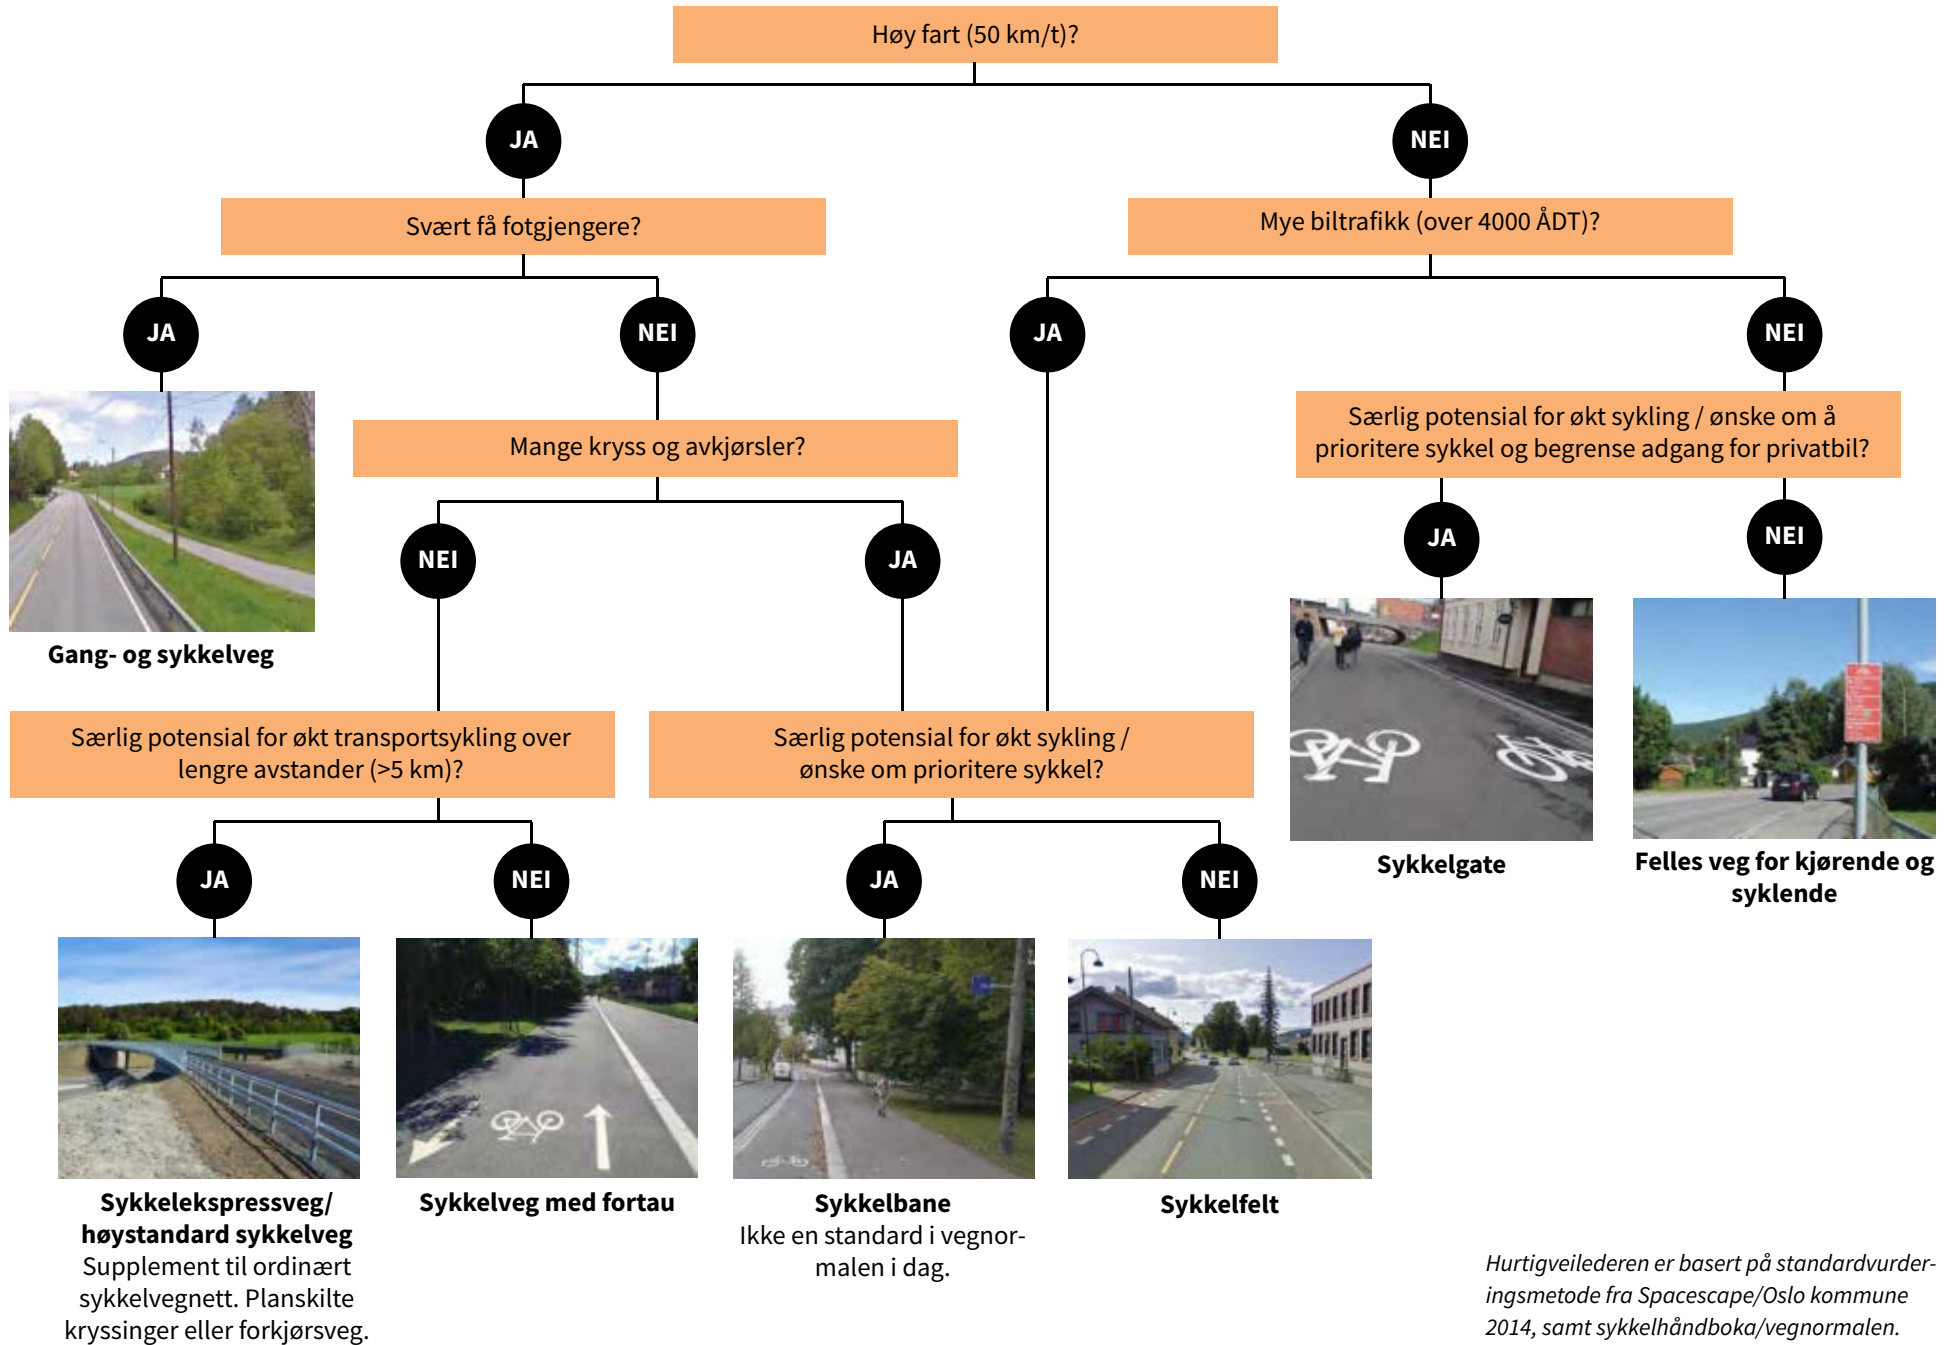 Høy fart (50 km/t)?
JA
NEI
Svært få fotgjengere?
Mye biltrafikk (over 4000 ÅDT)?
JA
NEI
JA
NEI
Mange kryss og avkjørsler?
Særlig potensial for økt sykling / ønske om å
prioritere sykkel og begrense adgang for privatbil?
NEI
JA
JA
NEI
Gang- og sykkelveg
Særlig potensial for økt transportsykling over
lengre avstander (>5 km)?
Særlig potensial for økt sykling /
ønske om prioritere sykkel?
Sykkelgate
Felles veg for kjørende og
syklende
JA
NEI
JA
NEI
Sykkelekspressveg/
høystandard sykkelveg
Supplement til ordinært
sykkelvegnett. Planskilte
kryssinger eller forkjørsveg.
Sykkelveg med fortau
Sykkelbane
Ikke en standard i vegnor-
malen i dag.
Sykkelfelt
Hurtigveilederen er basert på standardvurder-
ingsmetode fra Spacescape/Oslo kommune
2014, samt sykkelhåndboka/vegnormalen.